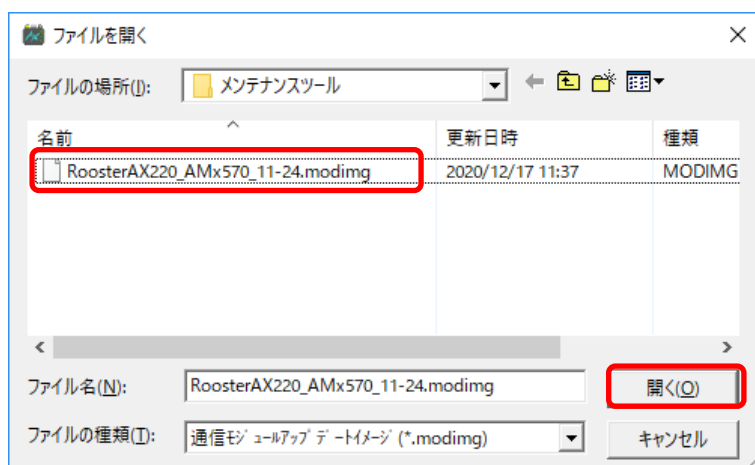 ファイルを開く
ファイルの場所(I): メンテナンスツール
名前 更新日時 種類
RoosterAX220_AMx570_11-24.modimg 2020/12/17 11:37 MODIMG
ファイル名(N): RoosterAX220_AMx570_11-24.modimg 開く(O)
ファイルの種類(T): 通信ﾓｼﾞｭｰﾙｱｯﾌﾟﾃﾞｰﾄｲﾒｰｼﾞ (*.modimg) キャンセル